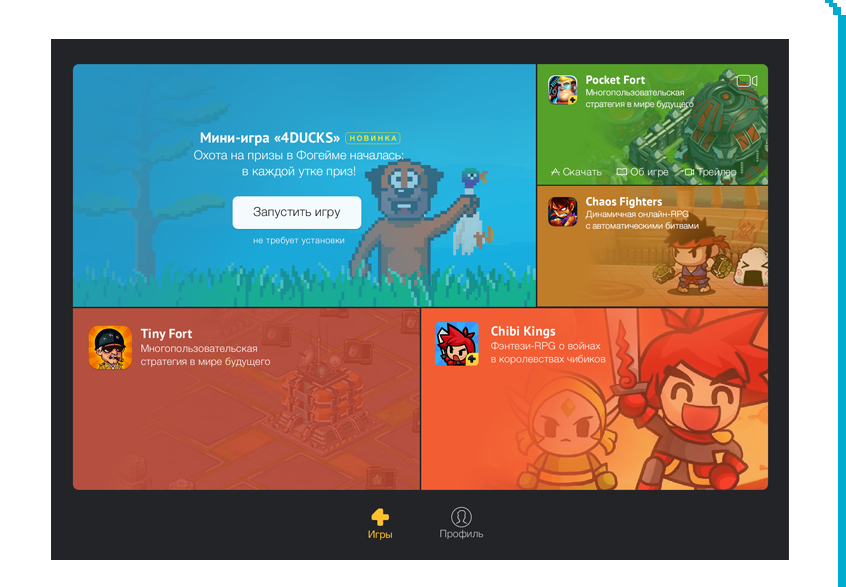 Мини-игра «4DUCKS» НОВИНКА
Охота на призы в Фогейме началась:
в каждой утке приз!
Запустить игру
не требует установки
Pocket Fort
Многопользовательская
стратегия в мире будущего
Скачать Об игре Трейлер
Chaos Fighters
Динамичная онлайн-RPG
с автоматическими битвами
Tiny Fort
Многопользовательская
стратегия в мире будущего
Chibi Kings
Фэнтези-RPG о войнах
в королевствах чибиков
Игры Профиль